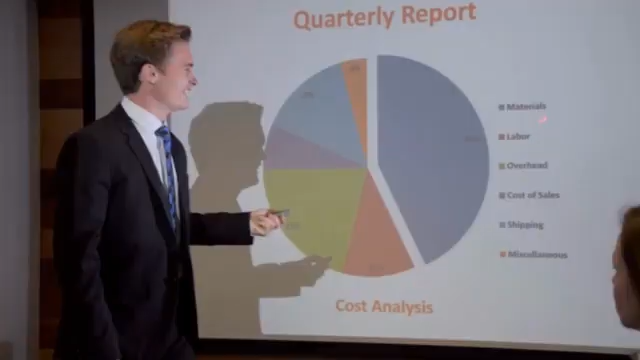 Quarterly Report
Materials
Labor
Overhead
Cost of Sales
Shipping
Miscellaneous
Cost Analysis